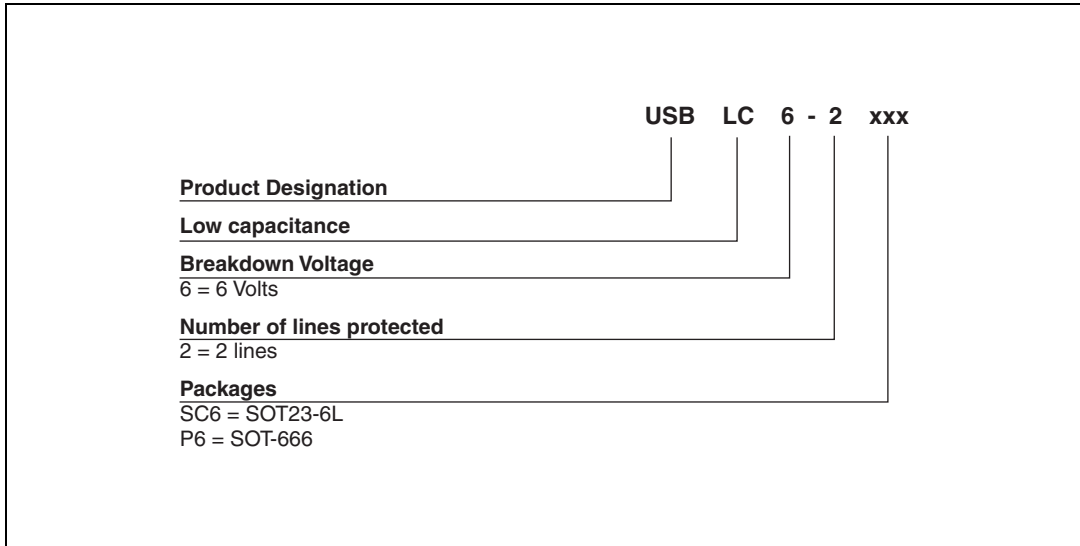 USB LC 6 - 2 xxx
Product Designation
Low capacitance
Breakdown Voltage
6 = 6 Volts
Number of lines protected
2 = 2 lines
Packages
SC6 = SOT23-6L
P6 = SOT-666